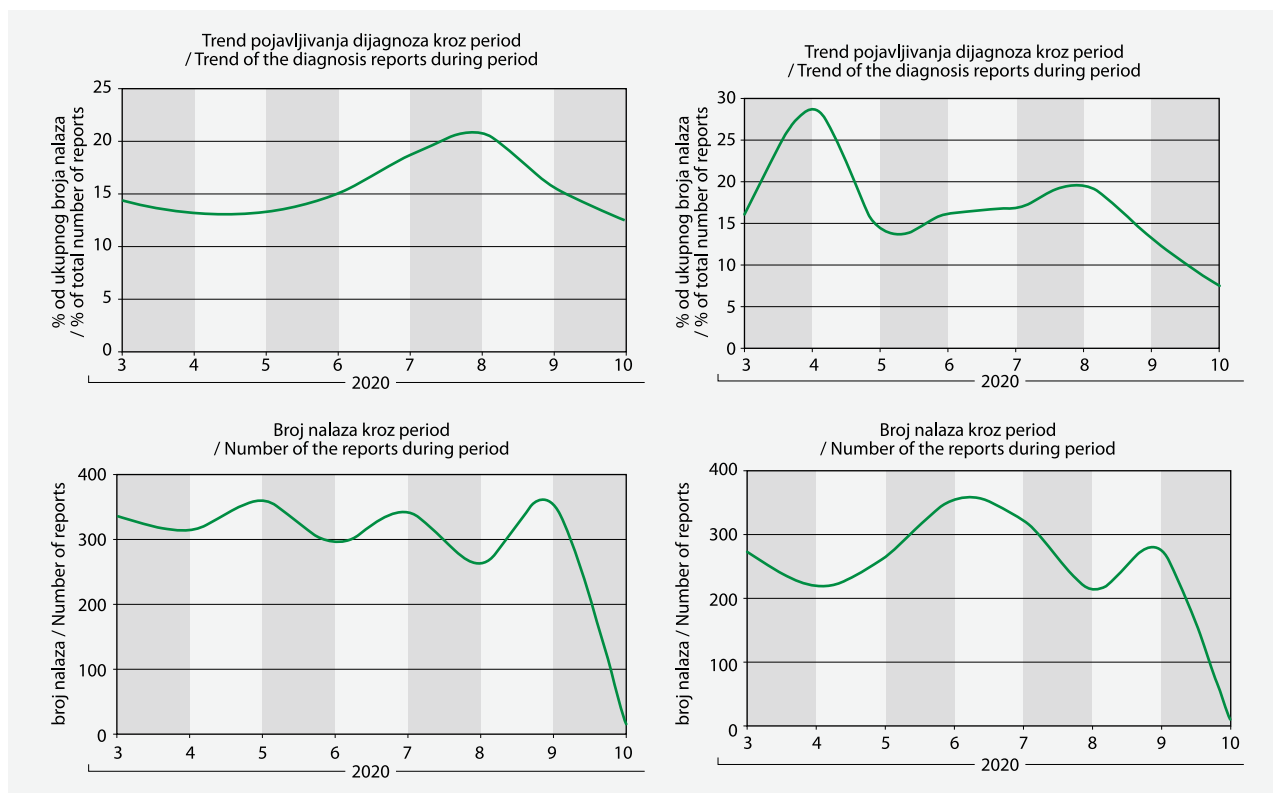 Trend pojavljivanja dijagnoza kroz period
/ Trend of the diagnosis reports during period
% od ukupnog broja nalaza
/ % of total number of reports
25
20
15
10
5
0
3 4 5 6 7 8 9 10
2020
Trend pojavljivanja dijagnoza kroz period
/ Trend of the diagnosis reports during period
% od ukupnog broja nalaza
/ % of total number of reports
30
25
20
15
10
5
0
3 4 5 6 7 8 9 10
2020
Broj nalaza kroz period
/ Number of the reports during period
broj nalaza / Number of reports
400
300
200
100
0
3 4 5 6 7 8 9 10
2020
Broj nalaza kroz period
/ Number of the reports during period
broj nalaza / Number of reports
400
300
200
100
0
3 4 5 6 7 8 9 10
2020